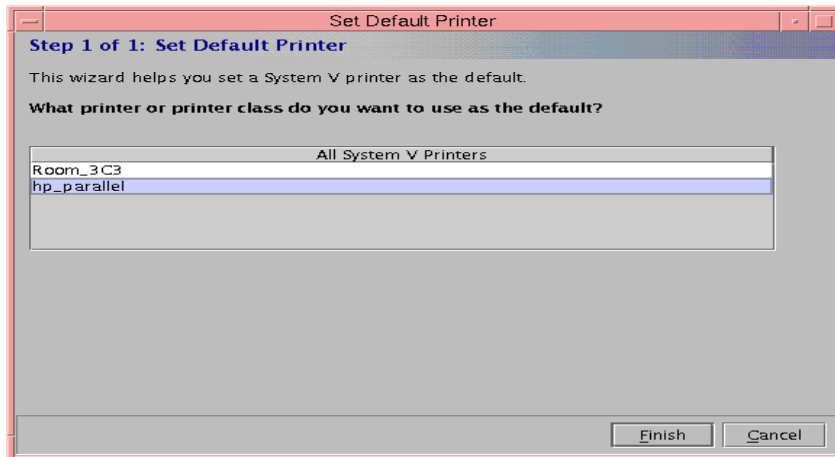 Set Default Printer
Step 1 of 1: Set Default Printer
This wizard helps you set a System V printer as the default.
What printer or printer class do you want to use as the default?
All System V Printers
Room_3C3
hp_parallel
Finish
Cancel